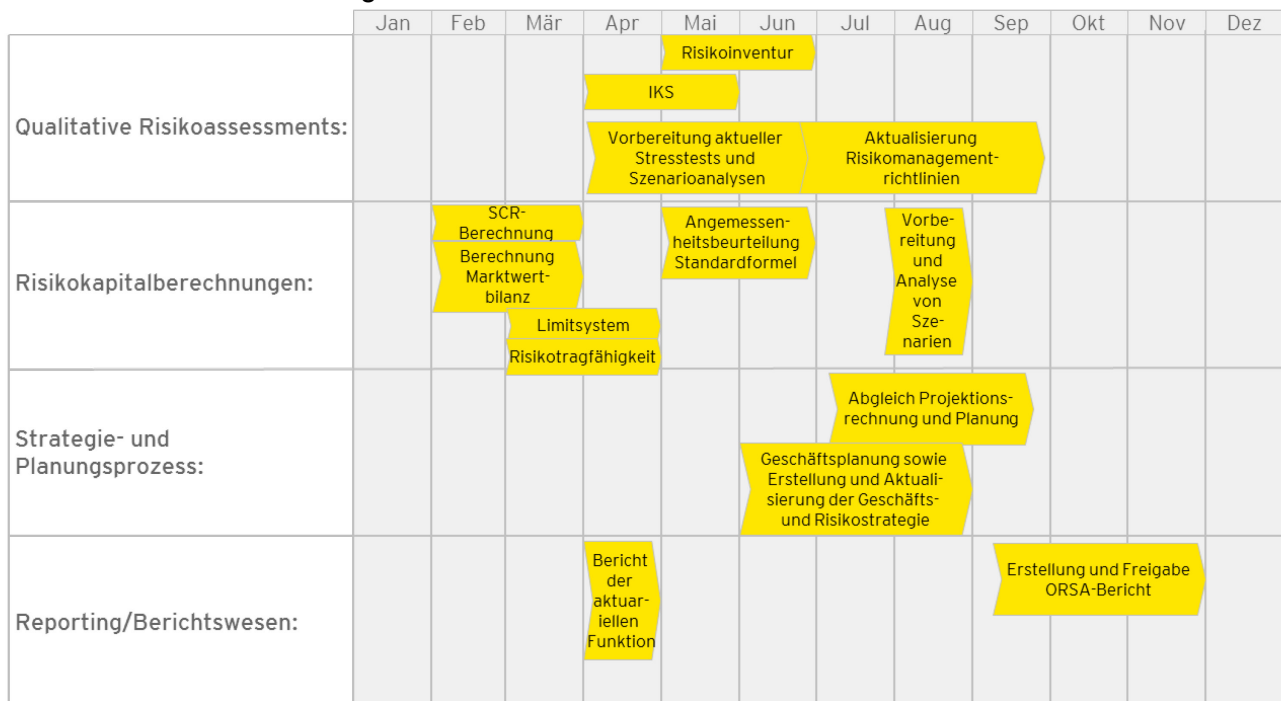 Jan Feb Mär Apr Mai Jun Jul Aug Sep Okt Nov Dez
Qualitative Risikoassessments:
Risikoinventur
IKS
Vorbereitung aktueller
Stresstests und
Szenarioanalysen
Aktualisierung
Risikomanagement-
richtlinien
Risikokapitalberechnungen:
SCR-
Berechnung
Berechnung
Marktwert-
bilanz
Limitsystem
Risikotragfähigkeit
Angemessen-
heitsbeurteilung
Standardformel
Vorbe-
reitung
und
Analyse
von
Sze-
narien
Strategie- und
Planungsprozess:
Abgleich Projektions-
rechnung und Planung
Geschäftsplanung sowie
Erstellung und Aktuali-
sierung der Geschäfts-
und Risikostrategie
Reporting/Berichtswesen:
Bericht
der
aktuar-
iellen
Funktion
Erstellung und Freigabe
ORSA-Bericht